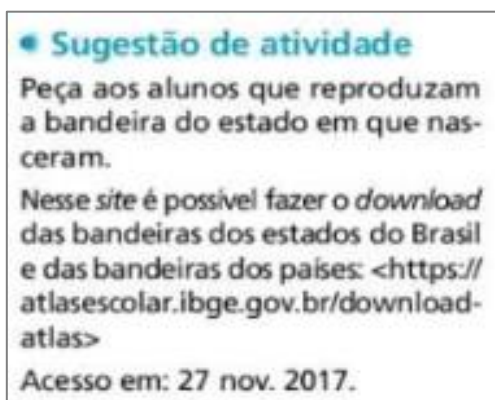 • Sugestão de atividade
Peça aos alunos que reproduzam
a bandeira do estado em que nas-
ceram.
Nesse site é possível fazer o download
das bandeiras dos estados do Brasil
e das bandeiras dos países: <https://
atlasescolar.ibge.gov.br/download-
atlas>
Acesso em: 27 nov. 2017.